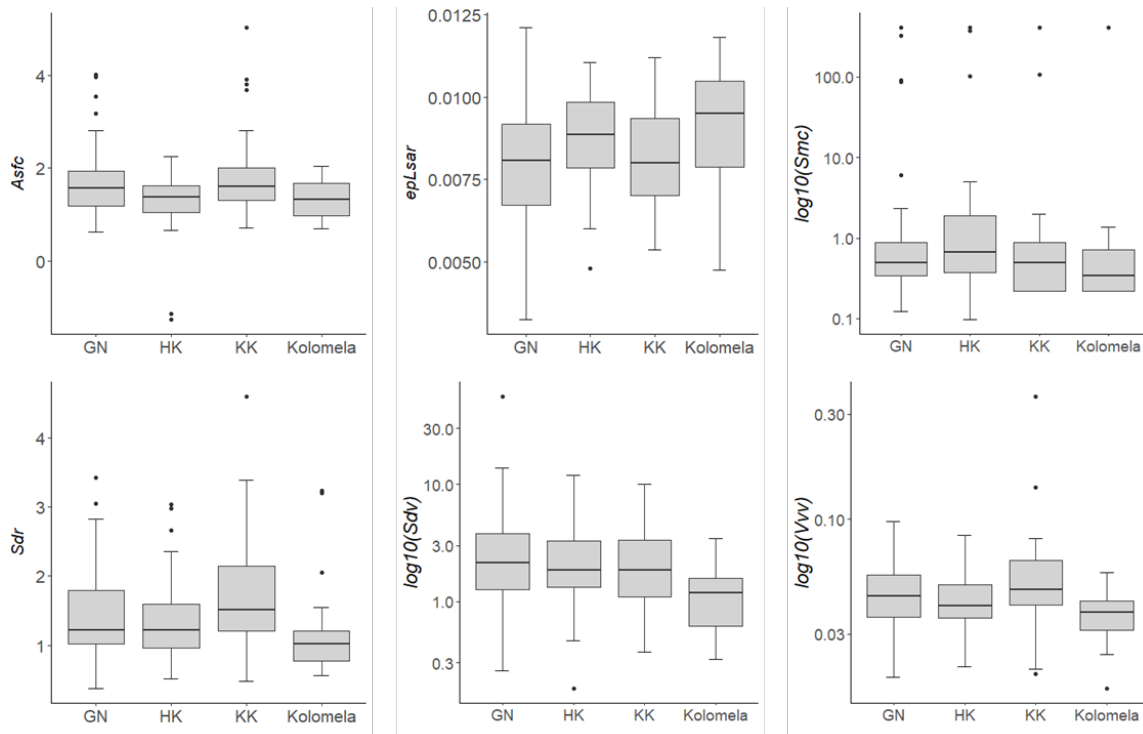 Asfc
4
2
0
GN HK KK Kolomela
epLsar
0.0125
0.0100
0.0075
0.0050
GN HK KK Kolomela
log10(Smc)
100.0
10.0
1.0
0.1
GN HK KK Kolomela
Sdr
4
3
2
1
GN HK KK Kolomela
log10(Sdv)
30.0
10.0
3.0
1.0
0.3
GN HK KK Kolomela
log10(Vvv)
0.30
0.10
0.03
GN HK KK Kolomela